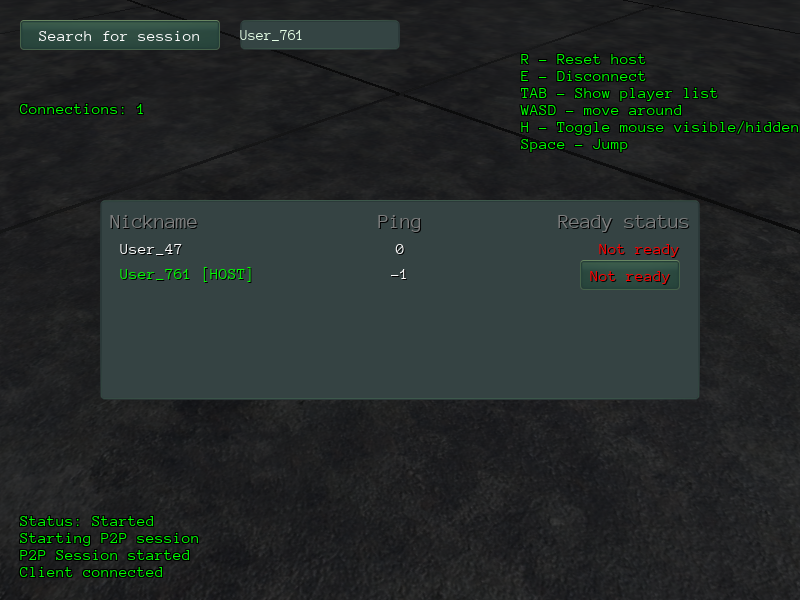 Search for session
User_761
R - Reset host
E - Disconnect
TAB - Show player list
WASD - move around
H - Toggle mouse visible/hidden
Space - Jump
Connections: 1
Nickname Ping Ready status
User_47 0 Not ready
User_761 [HOST] -1 Not ready
Status: Started
Starting P2P session
P2P Session started
Client connected